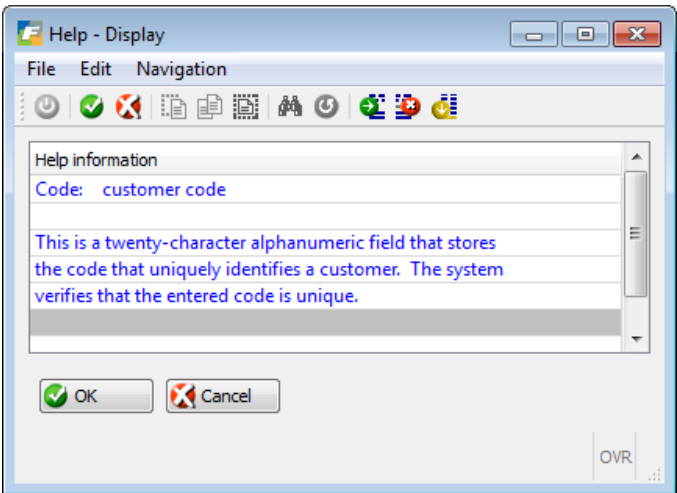 Help - Display
File Edit Navigation
Help information
Code: customer code
This is a twenty-character alphanumeric field that stores
the code that uniquely identifies a customer. The system
verifies that the entered code is unique.
OK Cancel
OVR